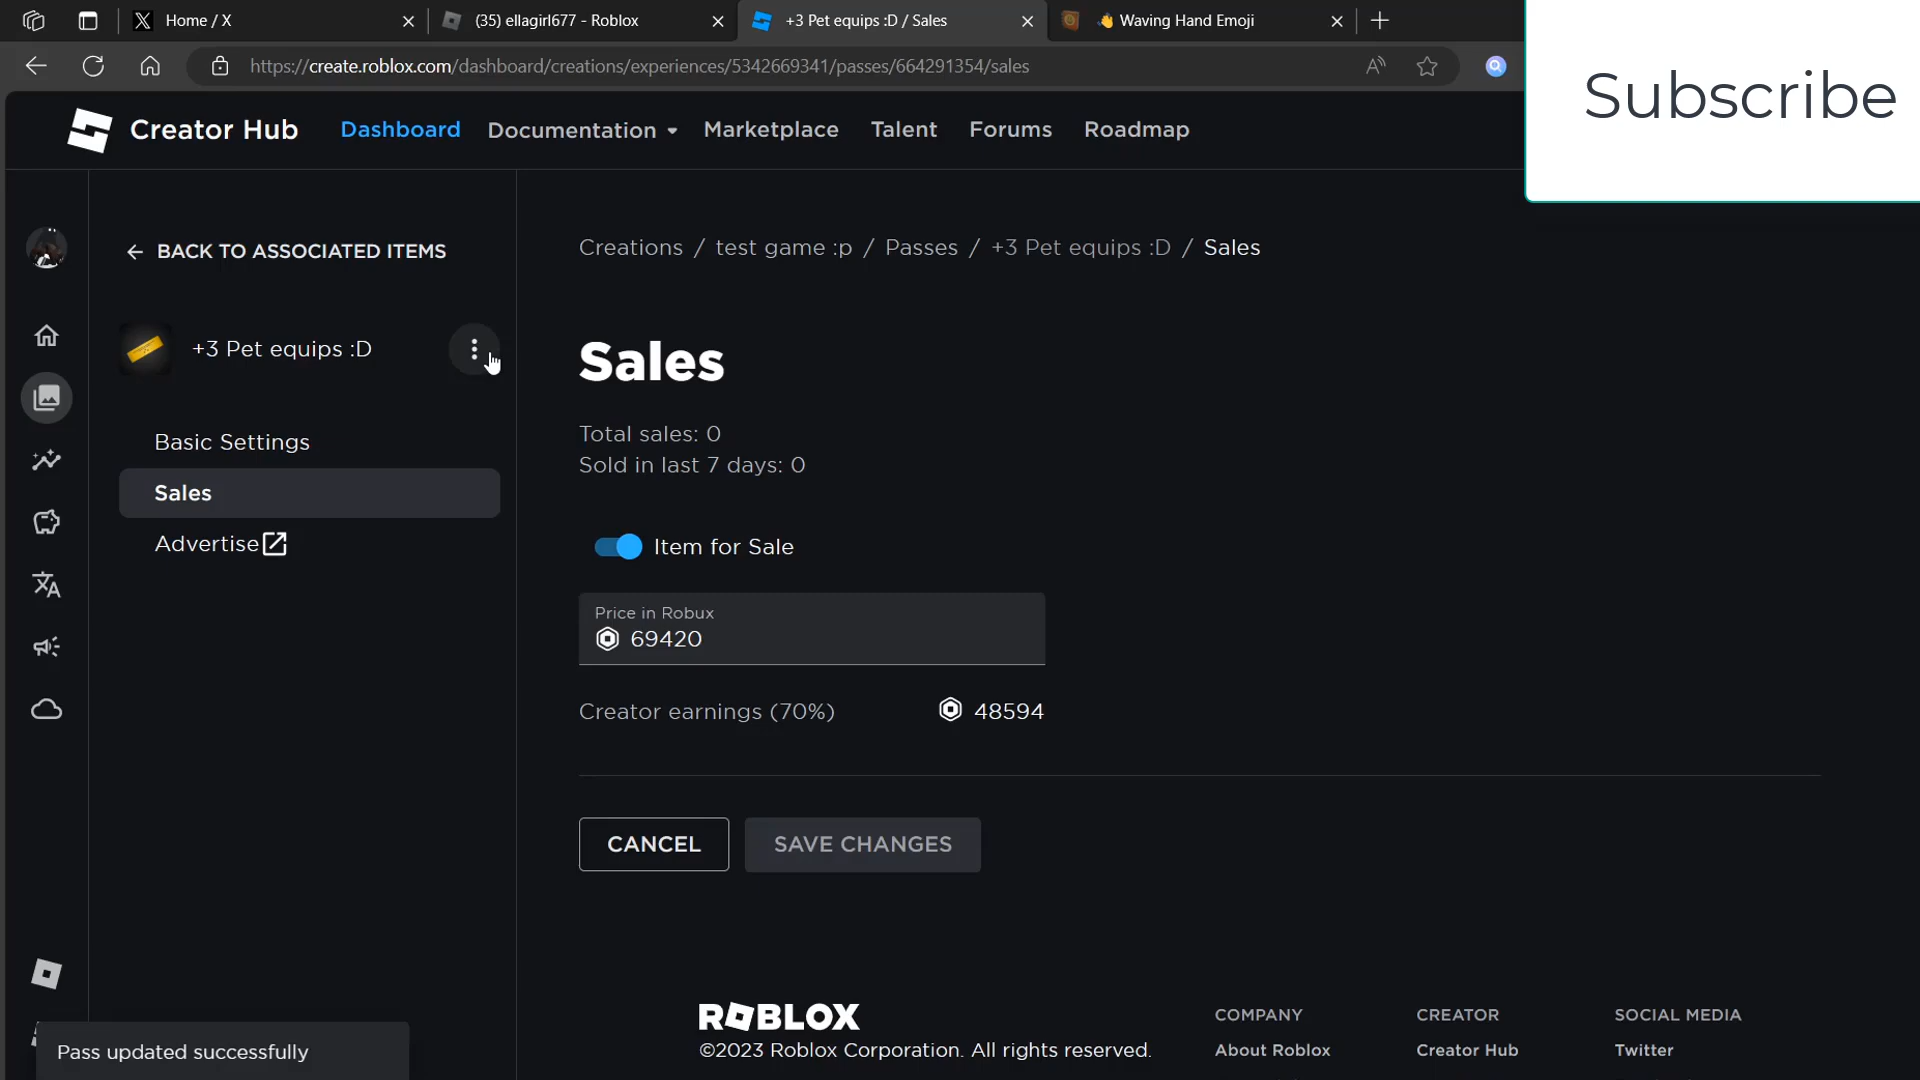 Home / X
(35) ellagirl677 - Roblox
+3 Pet equips :D / Sales
👋 Waving Hand Emoji
https://create.roblox.com/dashboard/creations/experiences/5342669341/passes/664291354/sales
Subscribe
Creator Hub
Dashboard
Documentation
Marketplace
Talent
Forums
Roadmap
BACK TO ASSOCIATED ITEMS
Creations / test game :p / Passes / +3 Pet equips :D / Sales
+3 Pet equips :D
Basic Settings
Sales
Advertise
Sales
Total sales: 0
Sold in last 7 days: 0
Item for Sale
Price in Robux
69420
Creator earnings (70%)
48594
CANCEL
SAVE CHANGES
ROBLOX
©2023 Roblox Corporation. All rights reserved.
COMPANY
About Roblox
CREATOR
Creator Hub
SOCIAL MEDIA
Twitter
Pass updated successfully